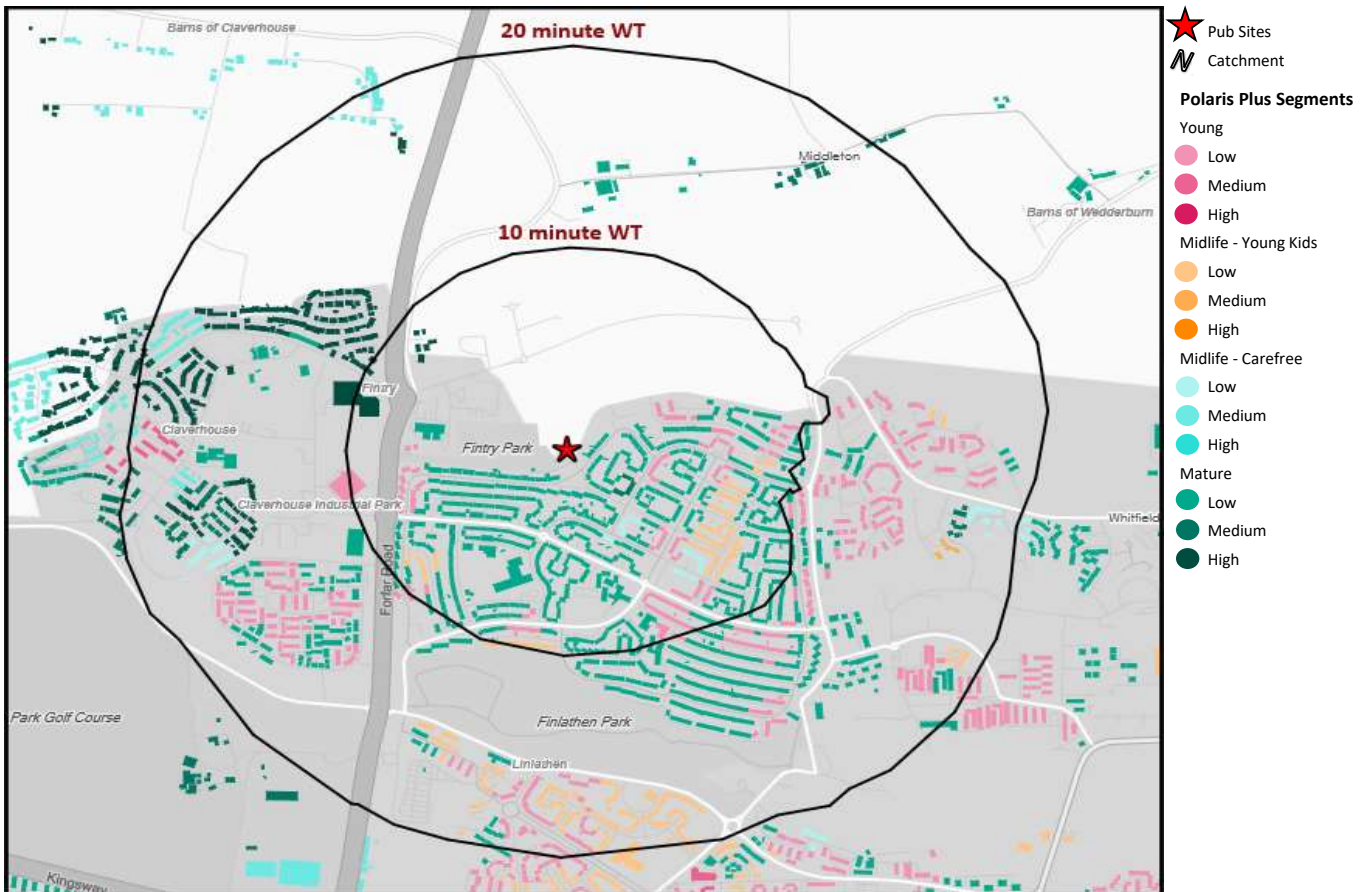 Barns of Claverhouse
20 minute WT
Middleton
Barns of Wedderburn
10 minute WT
Fintry
Claverhouse
Fintry Park
Claverhouse Industrial Park
Whitfield
Forfar Road
Park Golf Course
Finlathen Park
Linlathen
Kingsway
Pub Sites
Catchment
Polaris Plus Segments
Young
Low
Medium
High
Midlife - Young Kids
Low
Medium
High
Midlife - Carefree
Low
Medium
High
Mature
Low
Medium
High